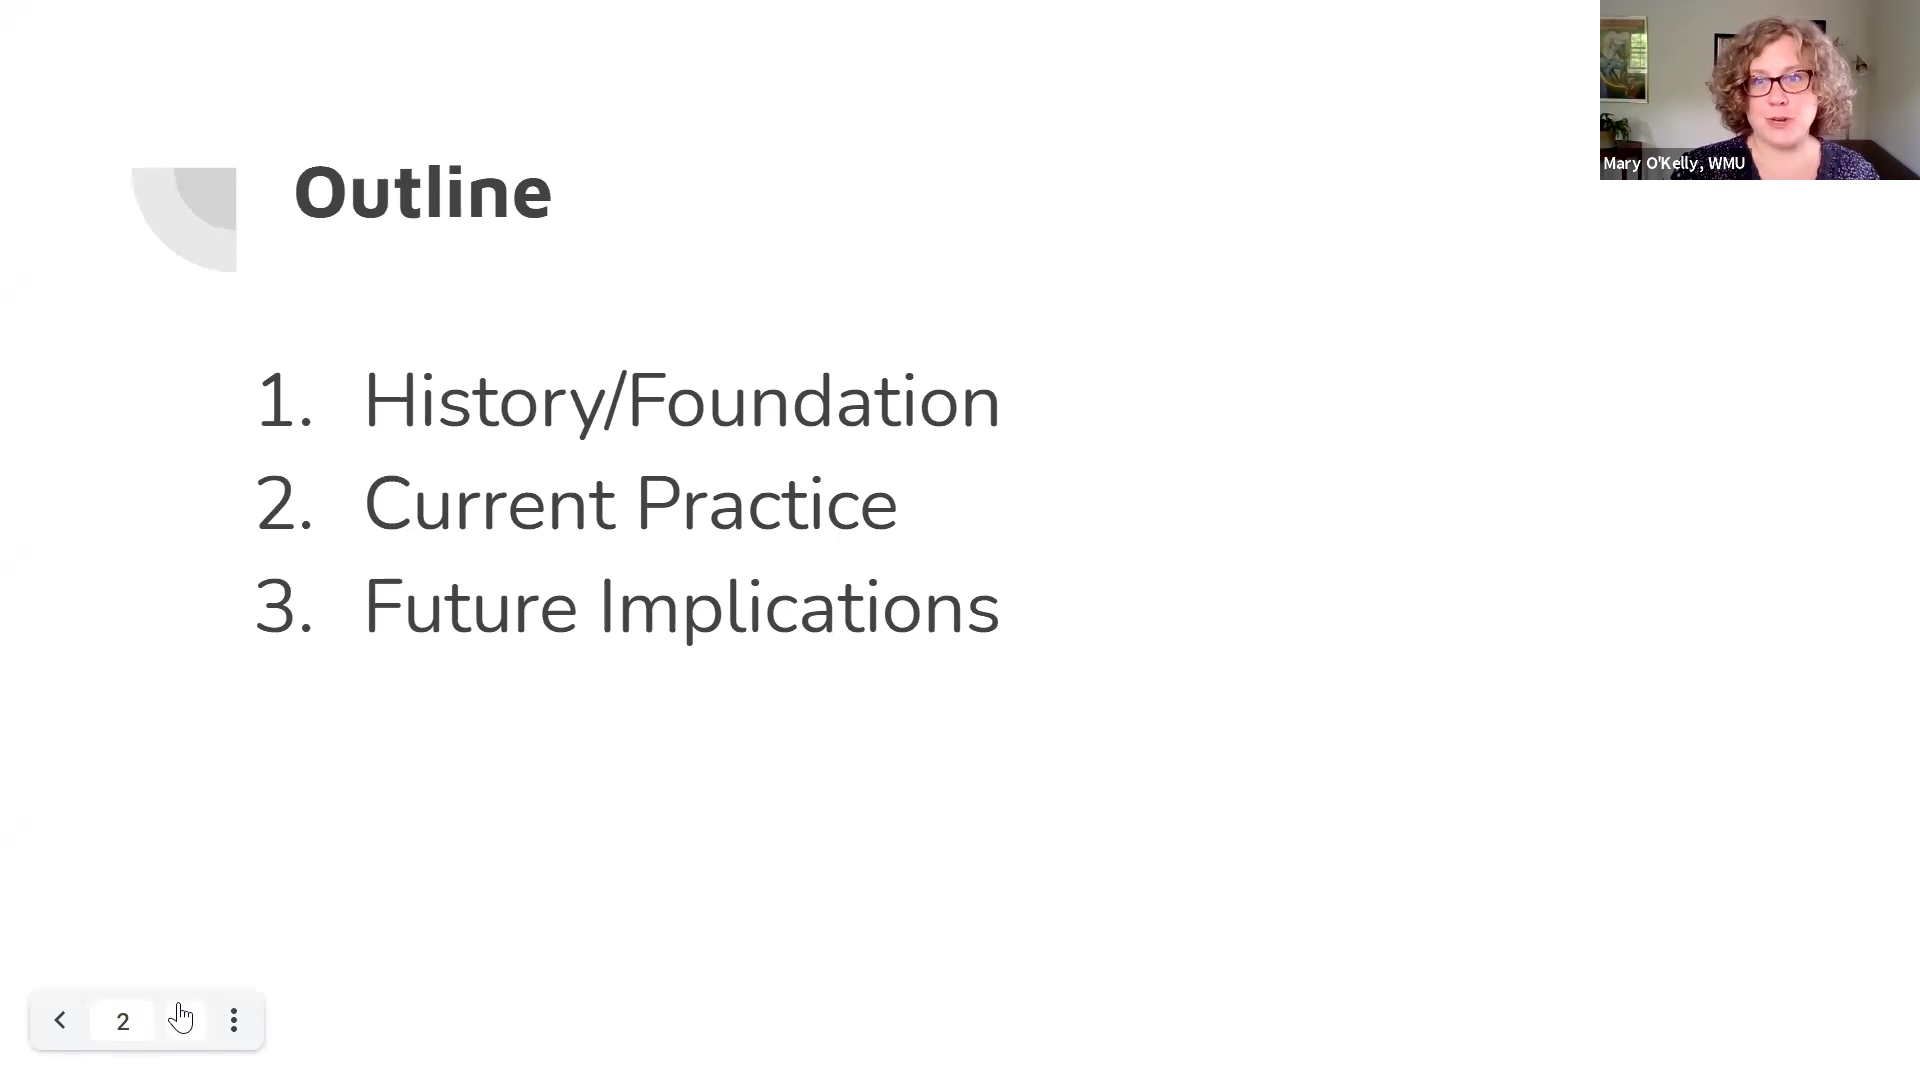 Outline
1. History/Foundation
2. Current Practice
3. Future Implications
Mary O'Kelly, WMU
2